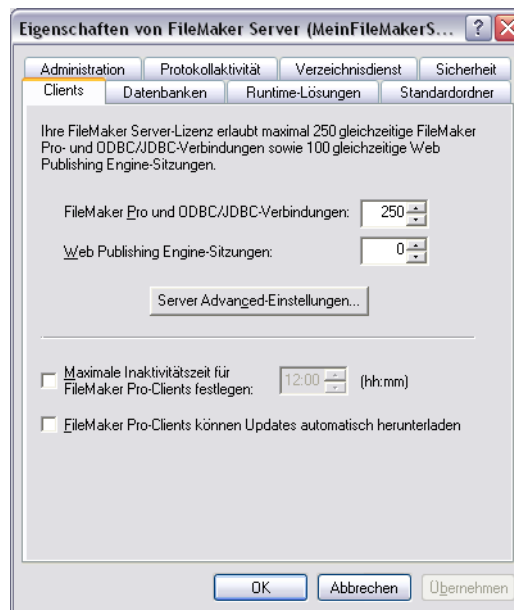 Eigenschaften von FileMaker Server (MeinFileMakerS...
Administration Protokollaktivität Verzeichnisdienst Sicherheit
Clients Datenbanken Runtime-Lösungen Standardordner
Ihre FileMaker Server-Lizenz erlaubt maximal 250 gleichzeitige FileMaker
Pro- und ODBC/JDBC-Verbindungen sowie 100 gleichzeitige Web
Publishing Engine-Sitzungen.
FileMaker Pro und ODBC/JDBC-Verbindungen: 250
Web Publishing Engine-Sitzungen: 0
Server Advanced-Einstellungen...
Maximale Inaktivitätszeit für
FileMaker Pro-Clients festlegen: 12:00 (hh:mm)
FileMaker Pro-Clients können Updates automatisch herunterladen
OK Abbrechen Übernehmen